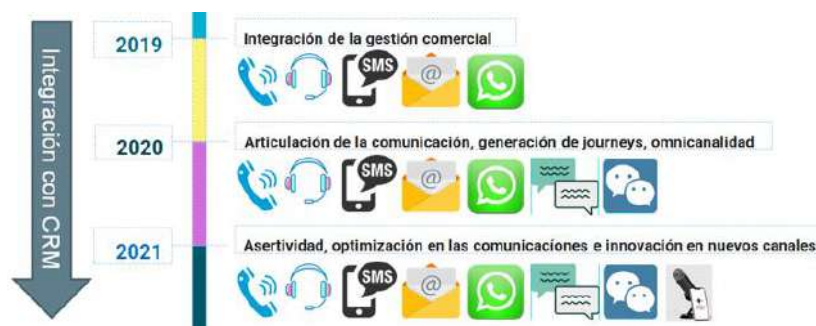 Integración con CRM
2019
Integración de la gestión comercial
SMS
@
2020
Articulación de la comunicación, generación de journeys, omnicanalidad
SMS
@
2021
Asertividad, optimización en las comunicaciones e innovación en nuevos canales
SMS
@